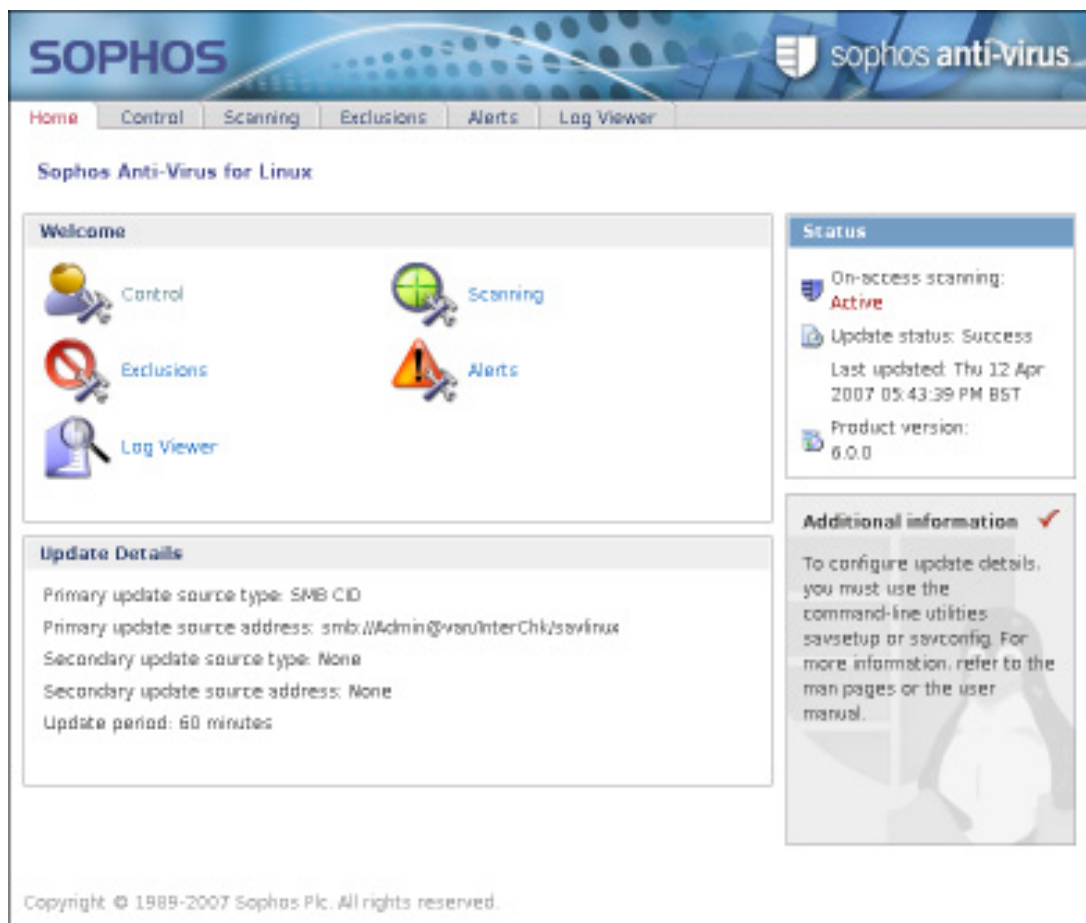 SOPHOS
sophos anti-virus
Home Control Scanning Exclusions Alerts Log Viewer
Sophos Anti-Virus for Linux
Welcome
Control
Scanning
Exclusions
Alerts
Log Viewer
Update Details
Primary update source type: SMB CID
Primary update source address: smb://Admin@van/InterChk/savlinux
Secondary update source type: None
Secondary update source address: None
Update period: 60 minutes
Status
On-access scanning:
Active
Update status: Success
Last updated: Thu 12 Apr
2007 05:43:39 PM BST
Product version:
6.0.0
Additional information
To configure update details,
you must use the
command-line utilities
savsetup or savconfig. For
more information, refer to the
man pages or the user
manual.
Copyright © 1989-2007 Sophos Plc. All rights reserved.